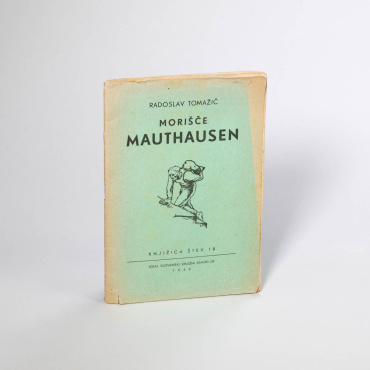 RADOSLAV TOMAŽIČ
MORIŠČE
MAUTHAUSEN
KNJIŽICA ŠTEV. 18